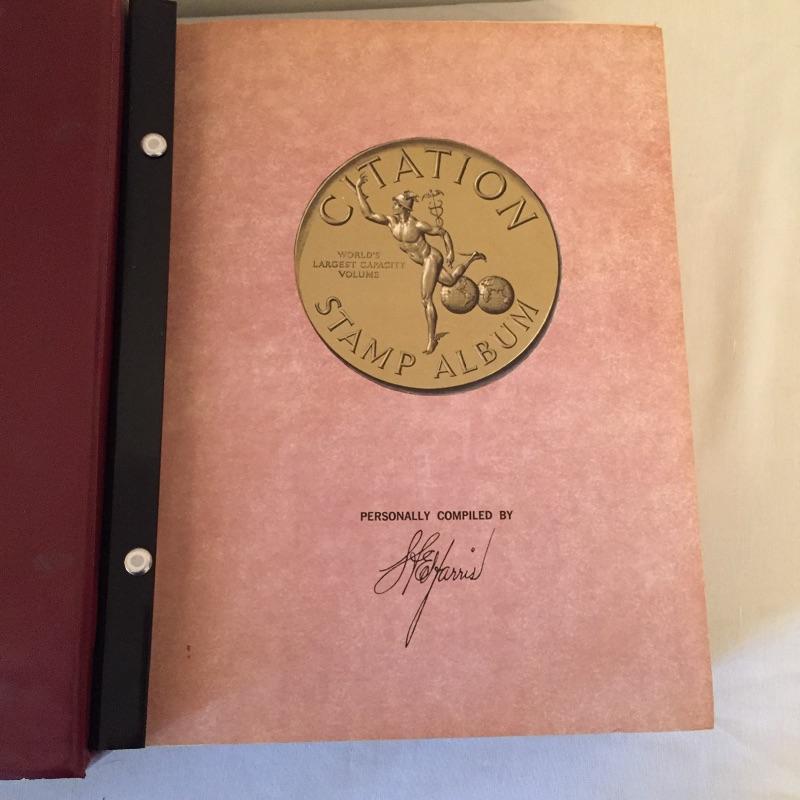 CITATION
WORLD'S
LARGEST CAPACITY
VOLUME
STAMP ALBUM
PERSONALLY COMPILED BY
H.E. Harris